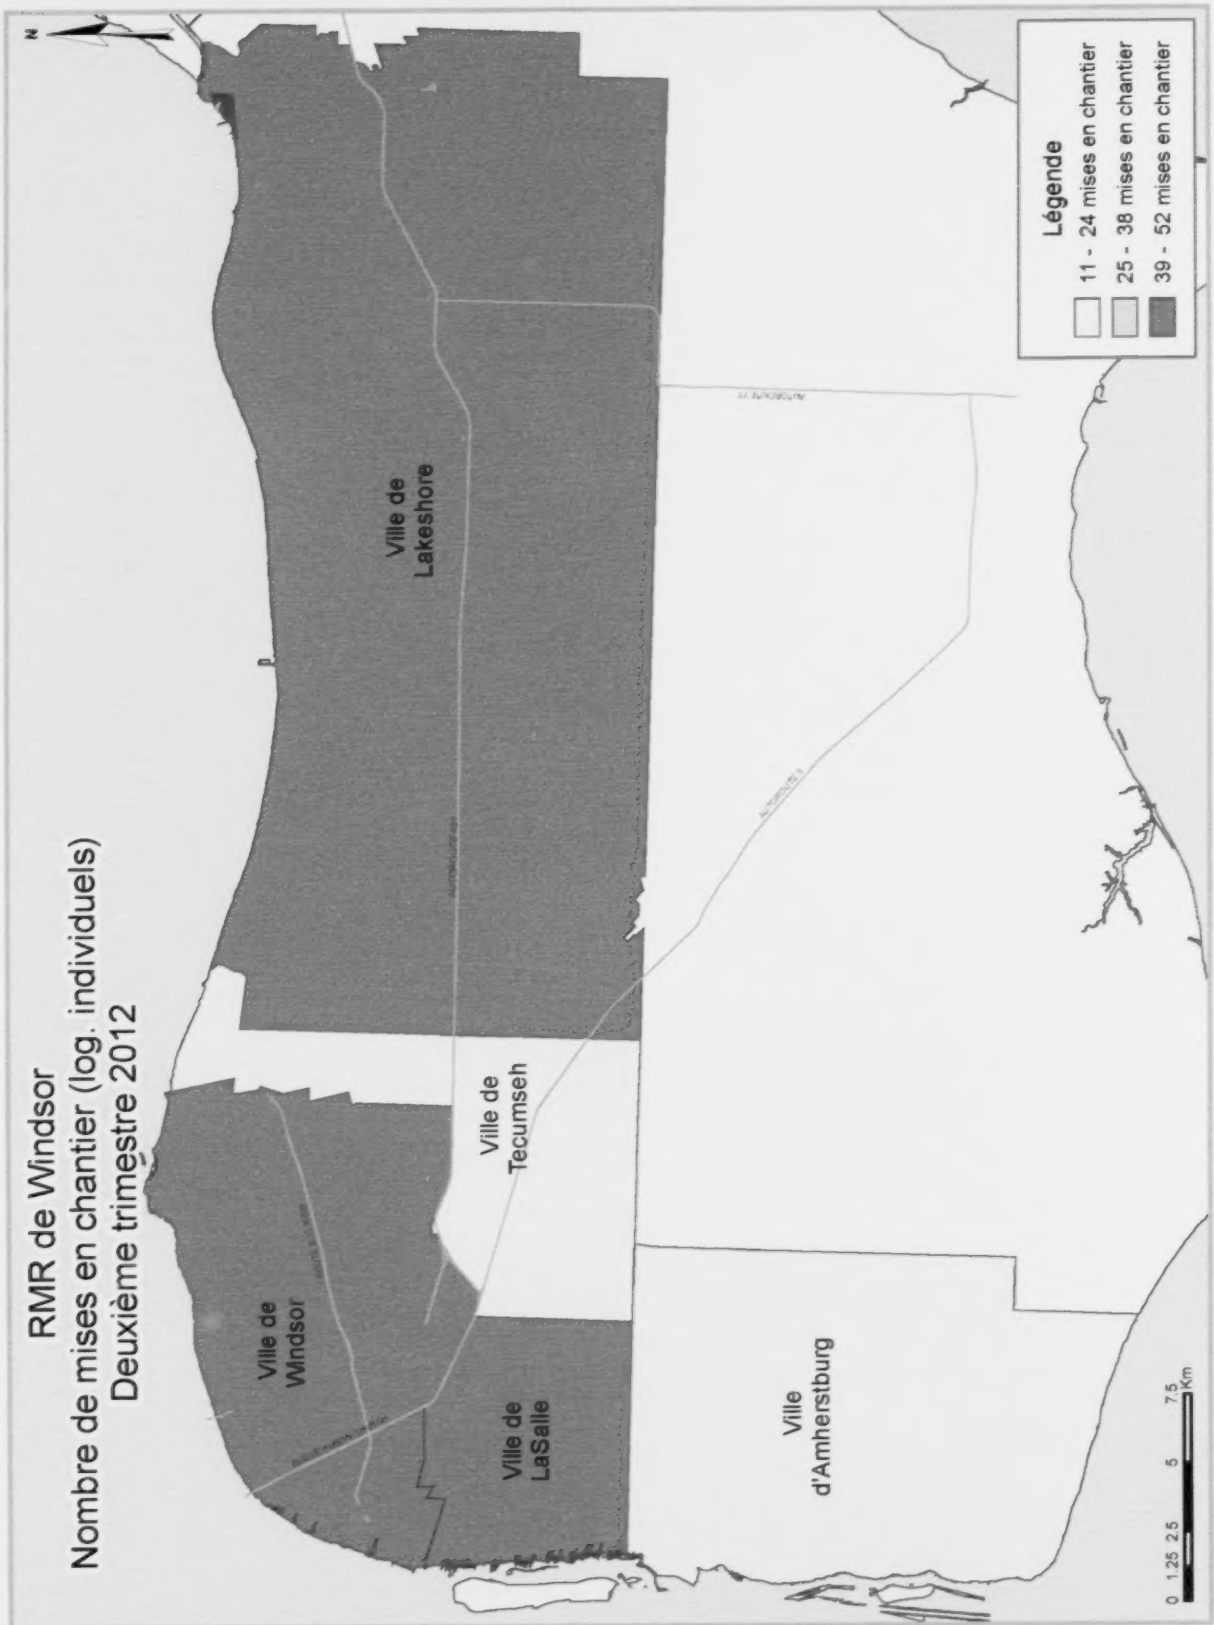 RMR de Windsor
Nombre de mises en chantier (log. individuels)
Deuxième trimestre 2012
N
Ville de
Windsor
Ville de
LaSalle
Ville de
Tecumseh
Ville de
Lakeshore
Ville
d'Amherstburg
AUTOROUTE 77
Légende
11 - 24 mises en chantier
25 - 38 mises en chantier
39 - 52 mises en chantier
0 1.25 2.5 5 7.5
Km